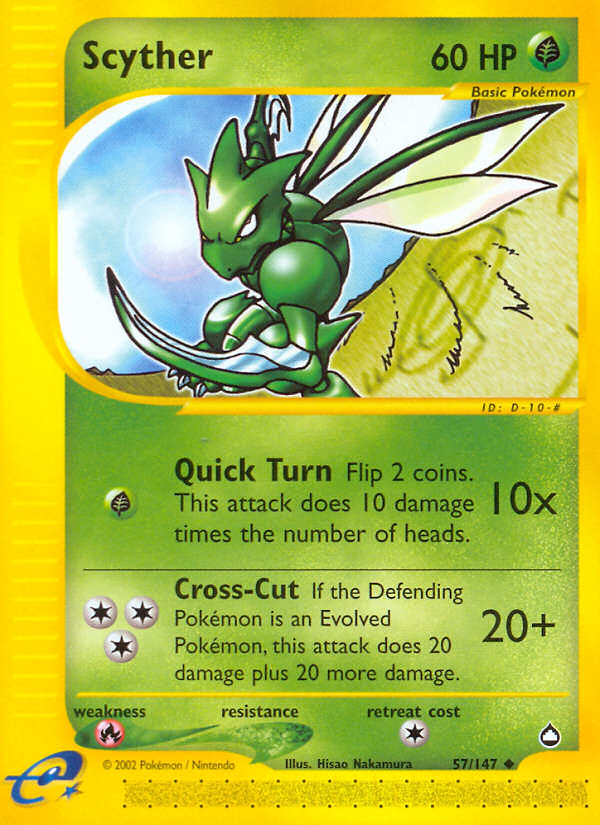 Scyther
60 HP
Basic Pokémon
ID: D-10-#
Quick Turn Flip 2 coins.
This attack does 10 damage
times the number of heads.
10x
Cross-Cut If the Defending
Pokémon is an Evolved
Pokémon, this attack does 20
damage plus 20 more damage.
20+
weakness resistance retreat cost
© 2002 Pokémon / Nintendo Illus. Hisao Nakamura 57/147
e